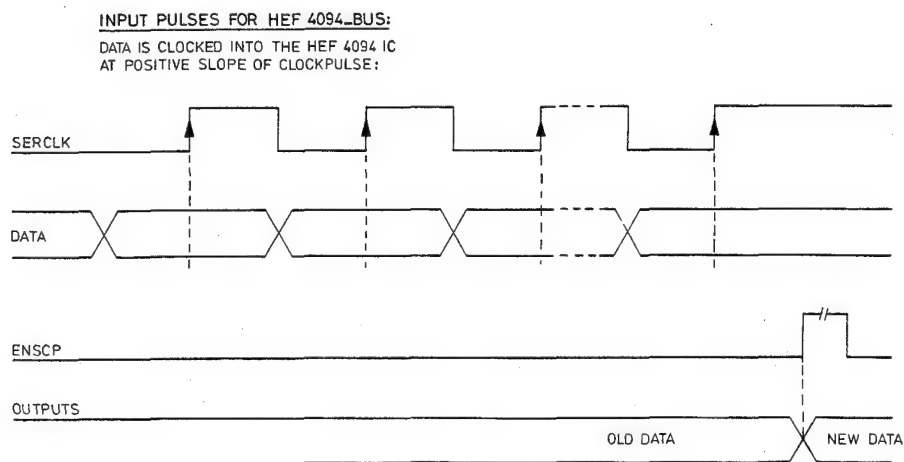 INPUT PULSES FOR HEF 4094_BUS:
DATA IS CLOCKED INTO THE HEF 4094 IC
AT POSITIVE SLOPE OF CLOCKPULSE:
SERCLK
DATA
ENSCP
OUTPUTS
OLD DATA
NEW DATA